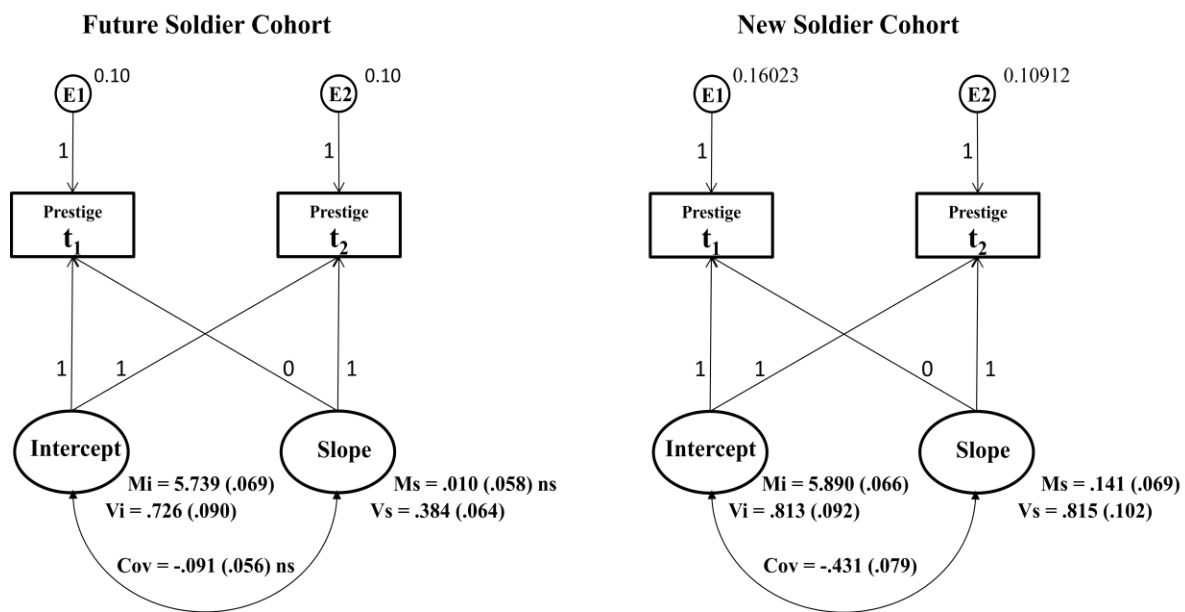 Future Soldier Cohort
E1
0.10
E2
0.10
1
1
Prestige
t1
Prestige
t2
1
1
0
1
Intercept
Slope
Mi = 5.739 (.069)
Vi = .726 (.090)
Ms = .010 (.058) ns
Vs = .384 (.064)
Cov = -.091 (.056) ns
New Soldier Cohort
E1
0.16023
E2
0.10912
1
1
Prestige
t1
Prestige
t2
1
1
0
1
Intercept
Slope
Mi = 5.890 (.066)
Vi = .813 (.092)
Ms = .141 (.069)
Vs = .815 (.102)
Cov = -.431 (.079)